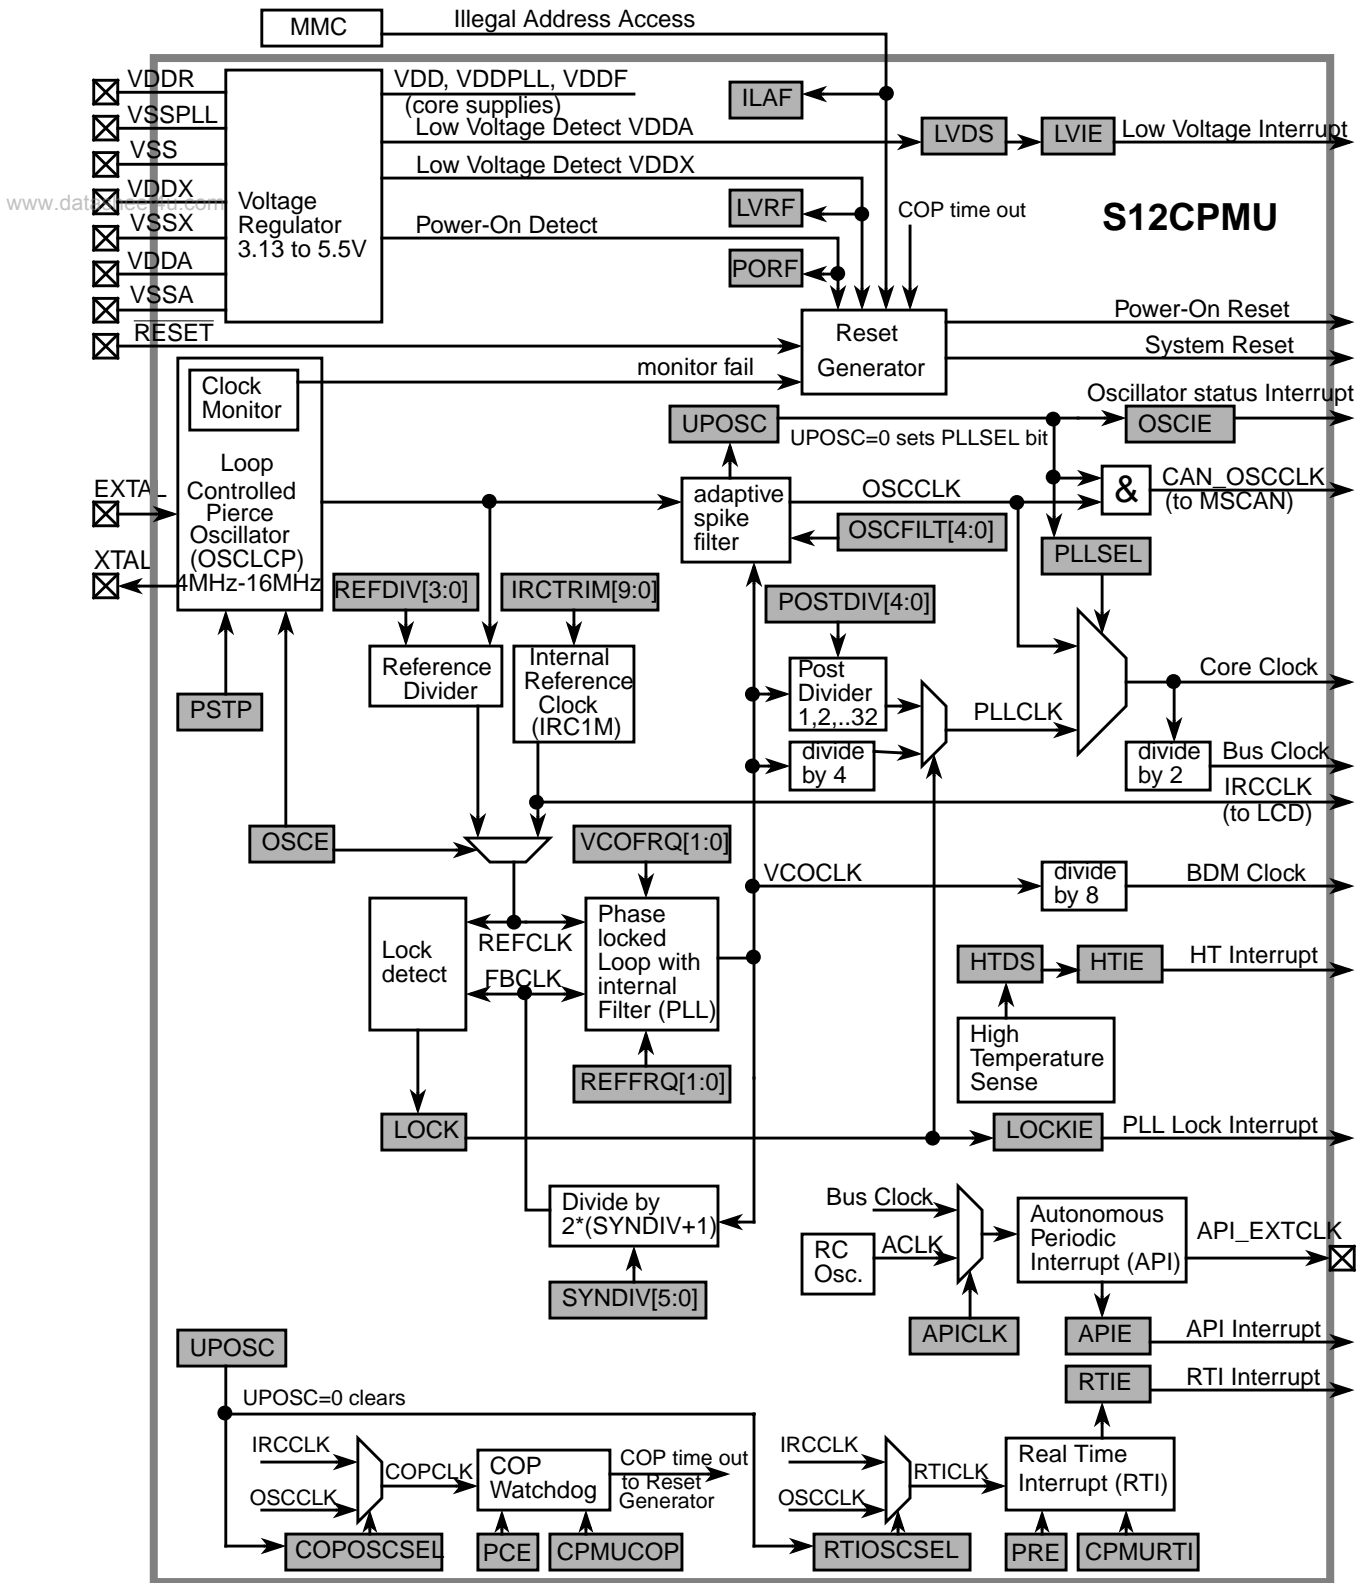 MMC
Illegal Address Access
VDDR
VDD, VDDPLL, VDDF
(core supplies)
ILAF
VSSPLL
Low Voltage Detect VDDA
LVDS
LVIE
Low Voltage Interrupt
VSS
Low Voltage Detect VDDX
VDDX
www.datasheet4u.com
Voltage
Regulator
3.13 to 5.5V
LVRF
COP time out
S12CPMU
VSSX
Power-On Detect
VDDA
PORF
VSSA
RESET
Reset
Generator
Power-On Reset
System Reset
monitor fail
Clock
Monitor
Oscillator status Interrupt
UPOSC
UPOSC=0 sets PLLSEL bit
OSCIE
Loop
Controlled
Pierce
Oscillator
(OSCLCP)
4MHz-16MHz
EXTAL
XTAL
adaptive
spike
filter
OSCCLK
&
CAN_OSCCLK
(to MSCAN)
OSCFILT[4:0]
PLLSEL
REFDIV[3:0]
IRCTRIM[9:0]
POSTDIV[4:0]
Reference
Divider
Internal
Reference
Clock
(IRC1M)
Post
Divider
1,2,..32
Core Clock
PSTP
PLLCLK
divide
by 4
divide
by 2
Bus Clock
IRCCLK
(to LCD)
OSCE
VCOFRQ[1:0]
VCOCLK
divide
by 8
BDM Clock
Lock
detect
REFCLK
FBCLK
Phase
locked
Loop with
internal
Filter (PLL)
HTDS
HTIE
HT Interrupt
High
Temperature
Sense
REFFRQ[1:0]
LOCK
LOCKIE
PLL Lock Interrupt
Divide by
2*(SYNDIV+1)
Bus Clock
RC
Osc.
ACLK
Autonomous
Periodic
Interrupt (API)
API_EXTCLK
SYNDIV[5:0]
APICLK
APIE
API Interrupt
UPOSC
RTIE
RTI Interrupt
UPOSC=0 clears
IRCCLK
OSCCLK
COPCLK
COP
Watchdog
COP time out
to Reset
Generator
IRCCLK
OSCCLK
RTICLK
Real Time
Interrupt (RTI)
COPOSCSEL
PCE
CPMUCOP
RTIOSCSEL
PRE
CPMURTI